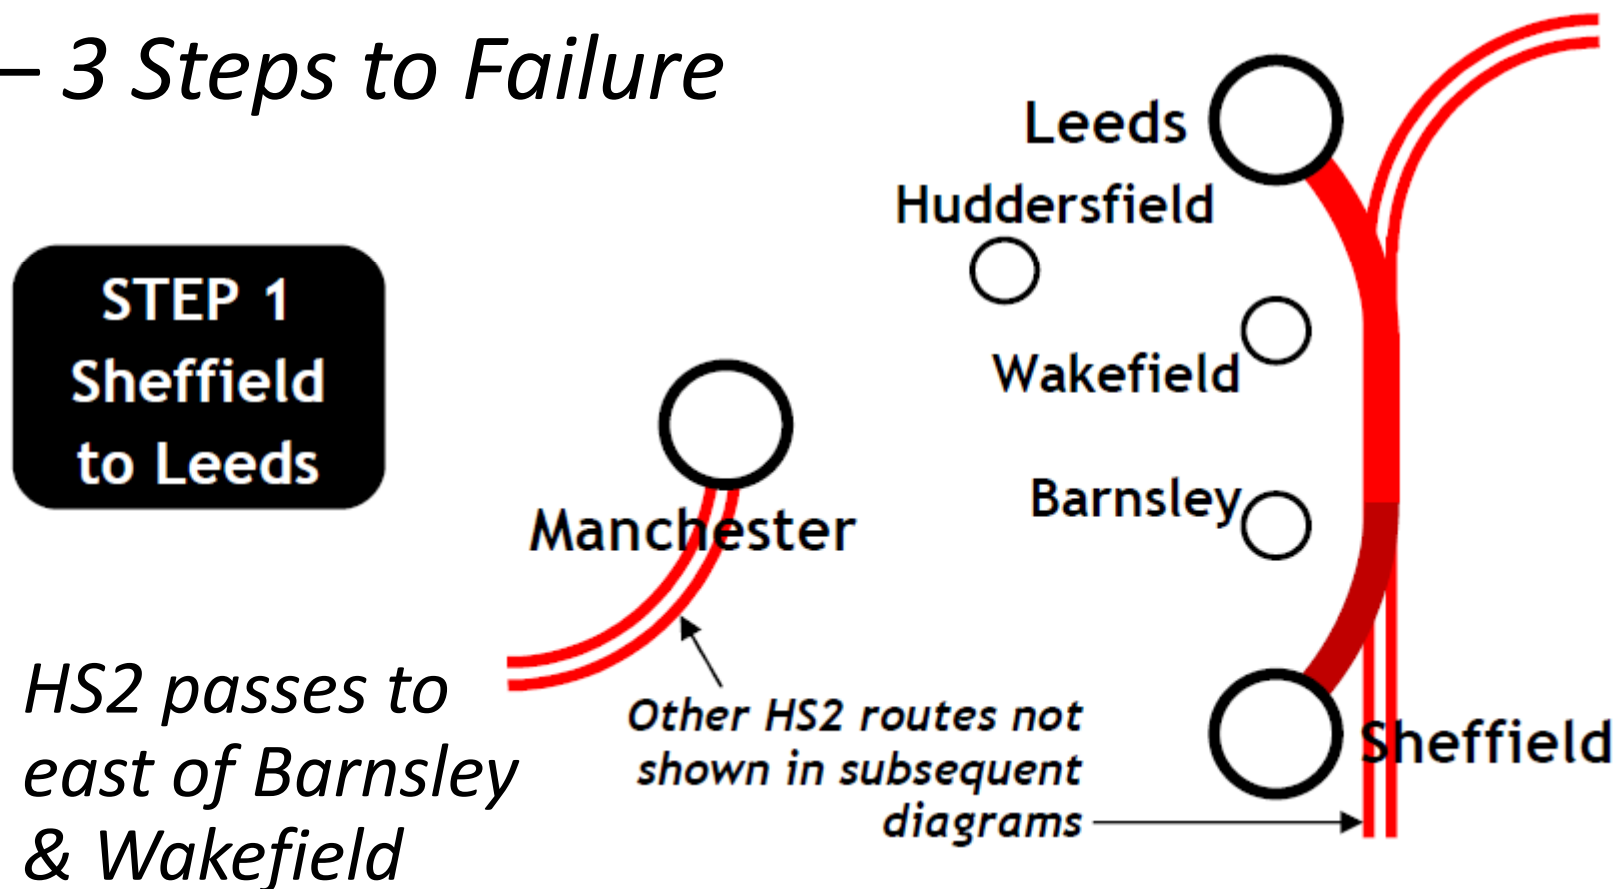 – 3 Steps to Failure
Leeds
Huddersfield
STEP 1
Sheffield
to Leeds
Wakefield
Barnsley
Manchester
HS2 passes to
east of Barnsley
& Wakefield
Other HS2 routes not
shown in subsequent
diagrams
Sheffield